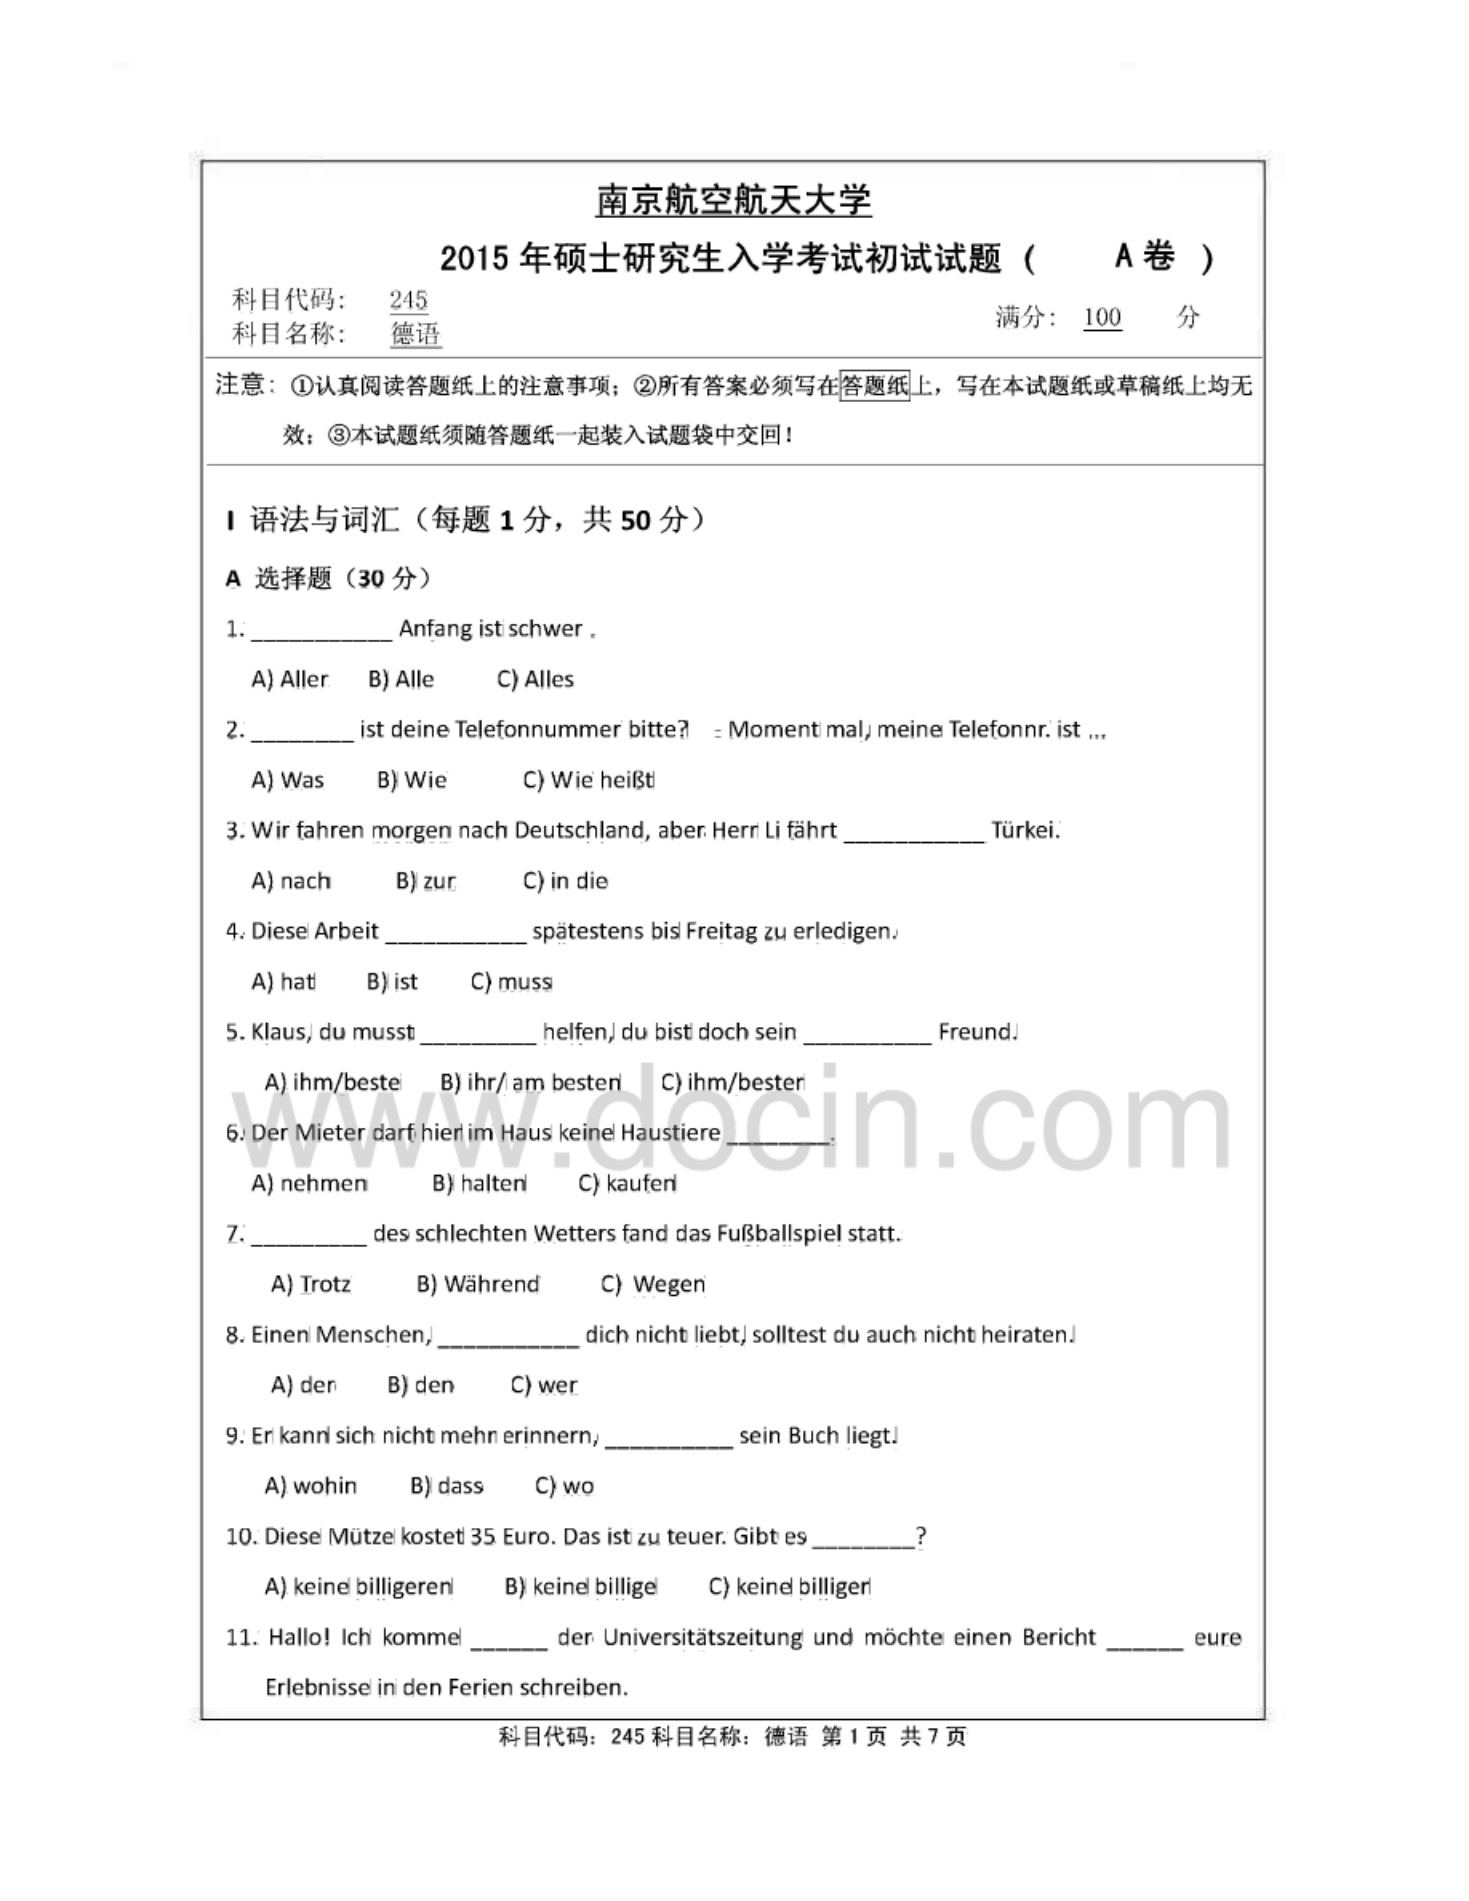 南京航空航天大学
2015 年硕士研究生入学考试初试试题 ( A 卷 )
科目代码: 245
满分: 100 分
科目名称: 德语
注意: ①认真阅读答题纸上的注意事项; ②所有答案必须写在答题纸上, 写在本试题纸或草稿纸上均无
效; ③本试题纸须随答题纸一起装入试题袋中交回!
I 语法与词汇(每题 1 分, 共 50 分)
A 选择题(30 分)
1. ___________ Anfang ist schwer .
A) Aller B) Alle C) Alles
2. ________ ist deine Telefonnummer bitte? - Moment mal, meine Telefonnr. ist ...
A) Was B) Wie C) Wie heißt
3. Wir fahren morgen nach Deutschland, aber Herr Li fährt ___________ Türkei.
A) nach B) zur C) in die
4. Diese Arbeit ___________ spätestens bis Freitag zu erledigen.
A) hat B) ist C) muss
5. Klaus, du musst _________ helfen, du bist doch sein __________ Freund.
A) ihm/beste B) ihr/ am besten C) ihm/bester
www.docin.com
6. Der Mieter darf hier im Haus keine Haustiere ________.
A) nehmen B) halten C) kaufen
7. _________ des schlechten Wetters fand das Fußballspiel statt.
A) Trotz B) Während C) Wegen
8. Einen Menschen, ___________ dich nicht liebt, solltest du auch nicht heiraten.
A) der B) den C) wer
9. Er kann sich nicht mehr erinnern, __________ sein Buch liegt.
A) wohin B) dass C) wo
10. Diese Mütze kostet 35 Euro. Das ist zu teuer. Gibt es ________?
A) keine billigeren B) keine billige C) keine billiger
11. Hallo! Ich komme ______ der Universitätszeitung und möchte einen Bericht ______ eure
Erlebnisse in den Ferien schreiben.
科目代码: 245 科目名称: 德语 第 1 页 共 7 页